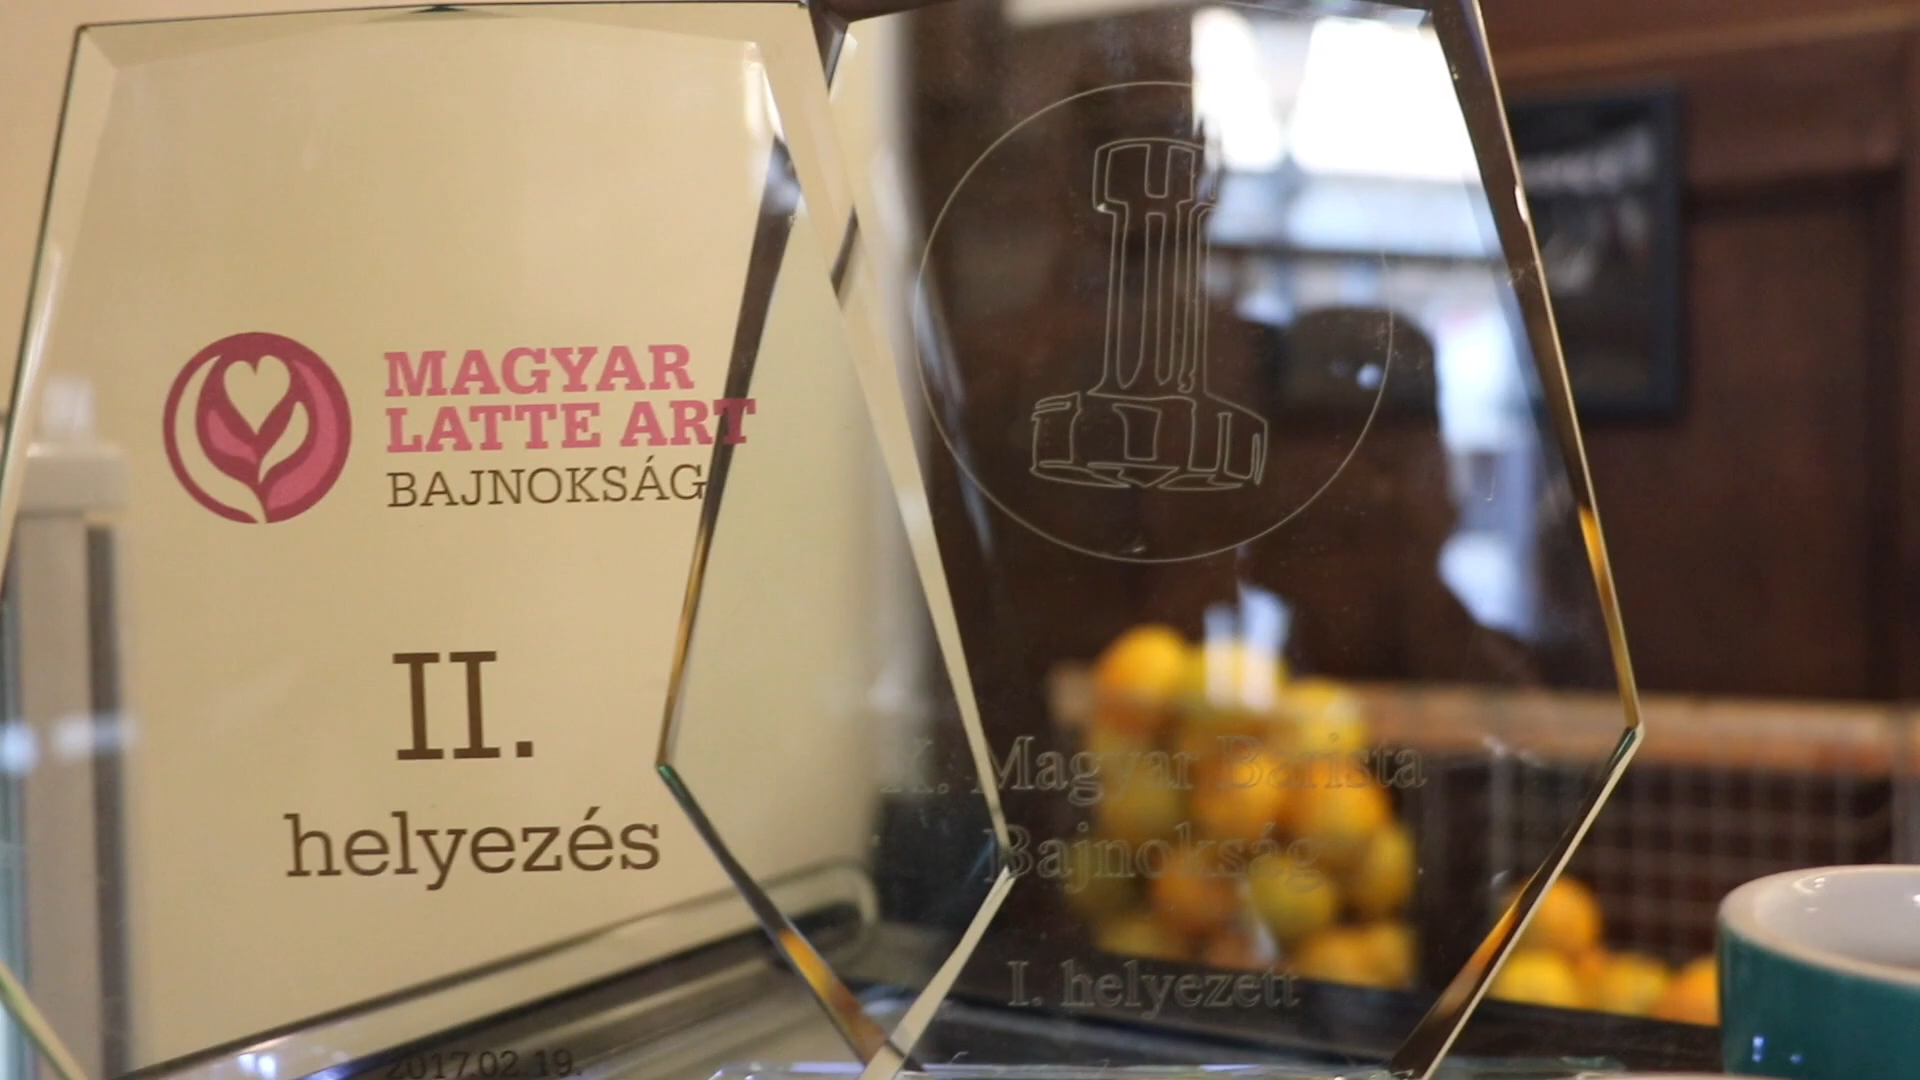 MAGYAR
LATTE ART
BAJNOKSÁG
II.
helyezés
2017.02.19.
Magyar Barista
Bajnokság
I. helyezett